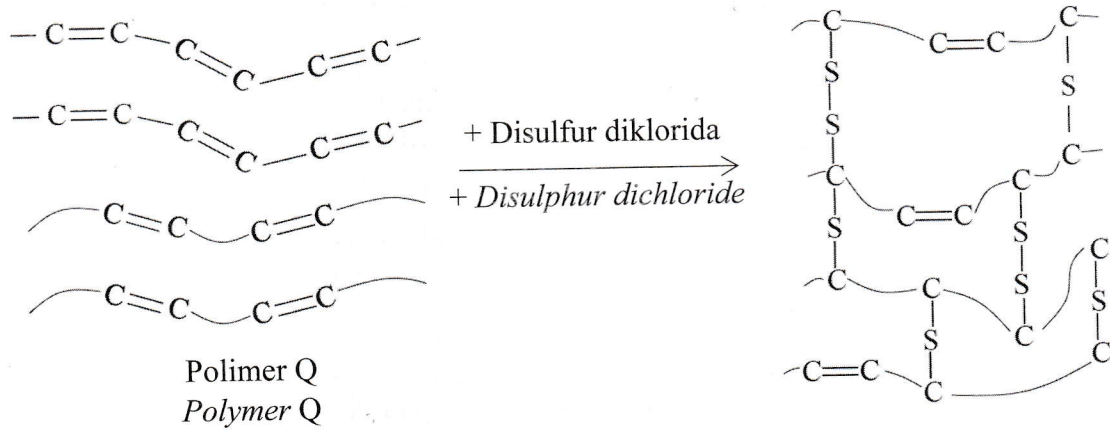 C=C C=C C=C
C=C C=C C=C
C=C C=C
C=C C=C
Polimer Q
Polymer Q
+ Disulfur diklorida
+ Disulphur dichloride
C C=C C
S S
S
C C C
C=C
S S
C
C C S S
S C C
C=C C